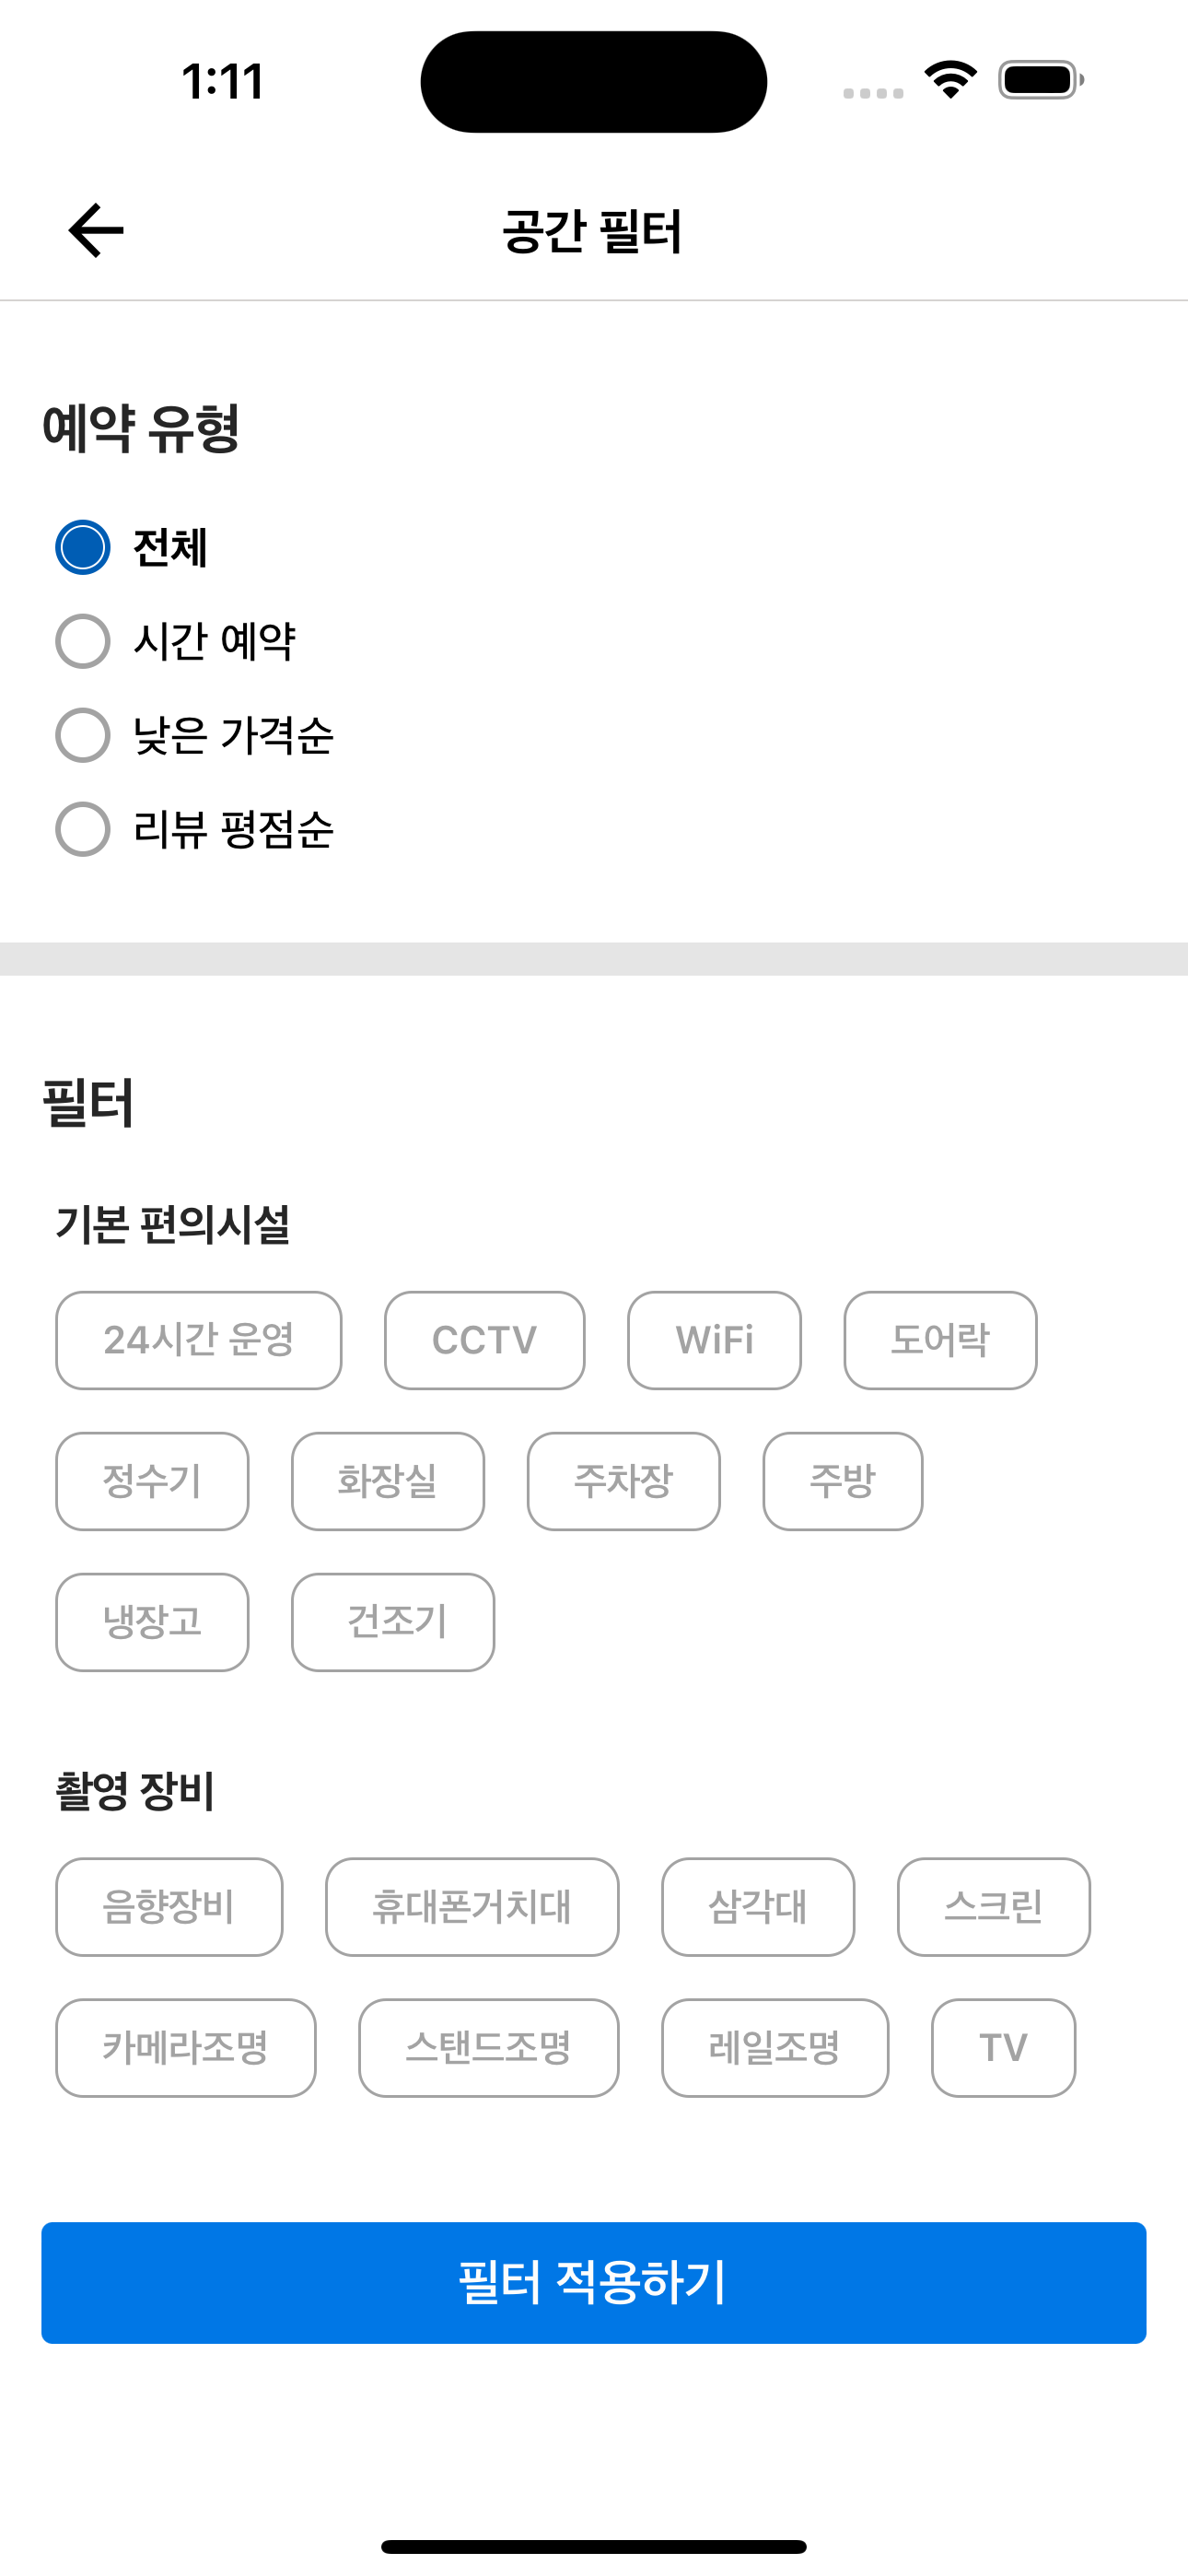 1:11
공간 필터
예약 유형
전체
시간 예약
낮은 가격순
리뷰 평점순
필터
기본 편의시설
24시간 운영 CCTV WiFi 도어락
정수기 화장실 주차장 주방
냉장고 건조기
촬영 장비
음향장비 휴대폰거치대 삼각대 스크린
카메라조명 스탠드조명 레일조명 TV
필터 적용하기